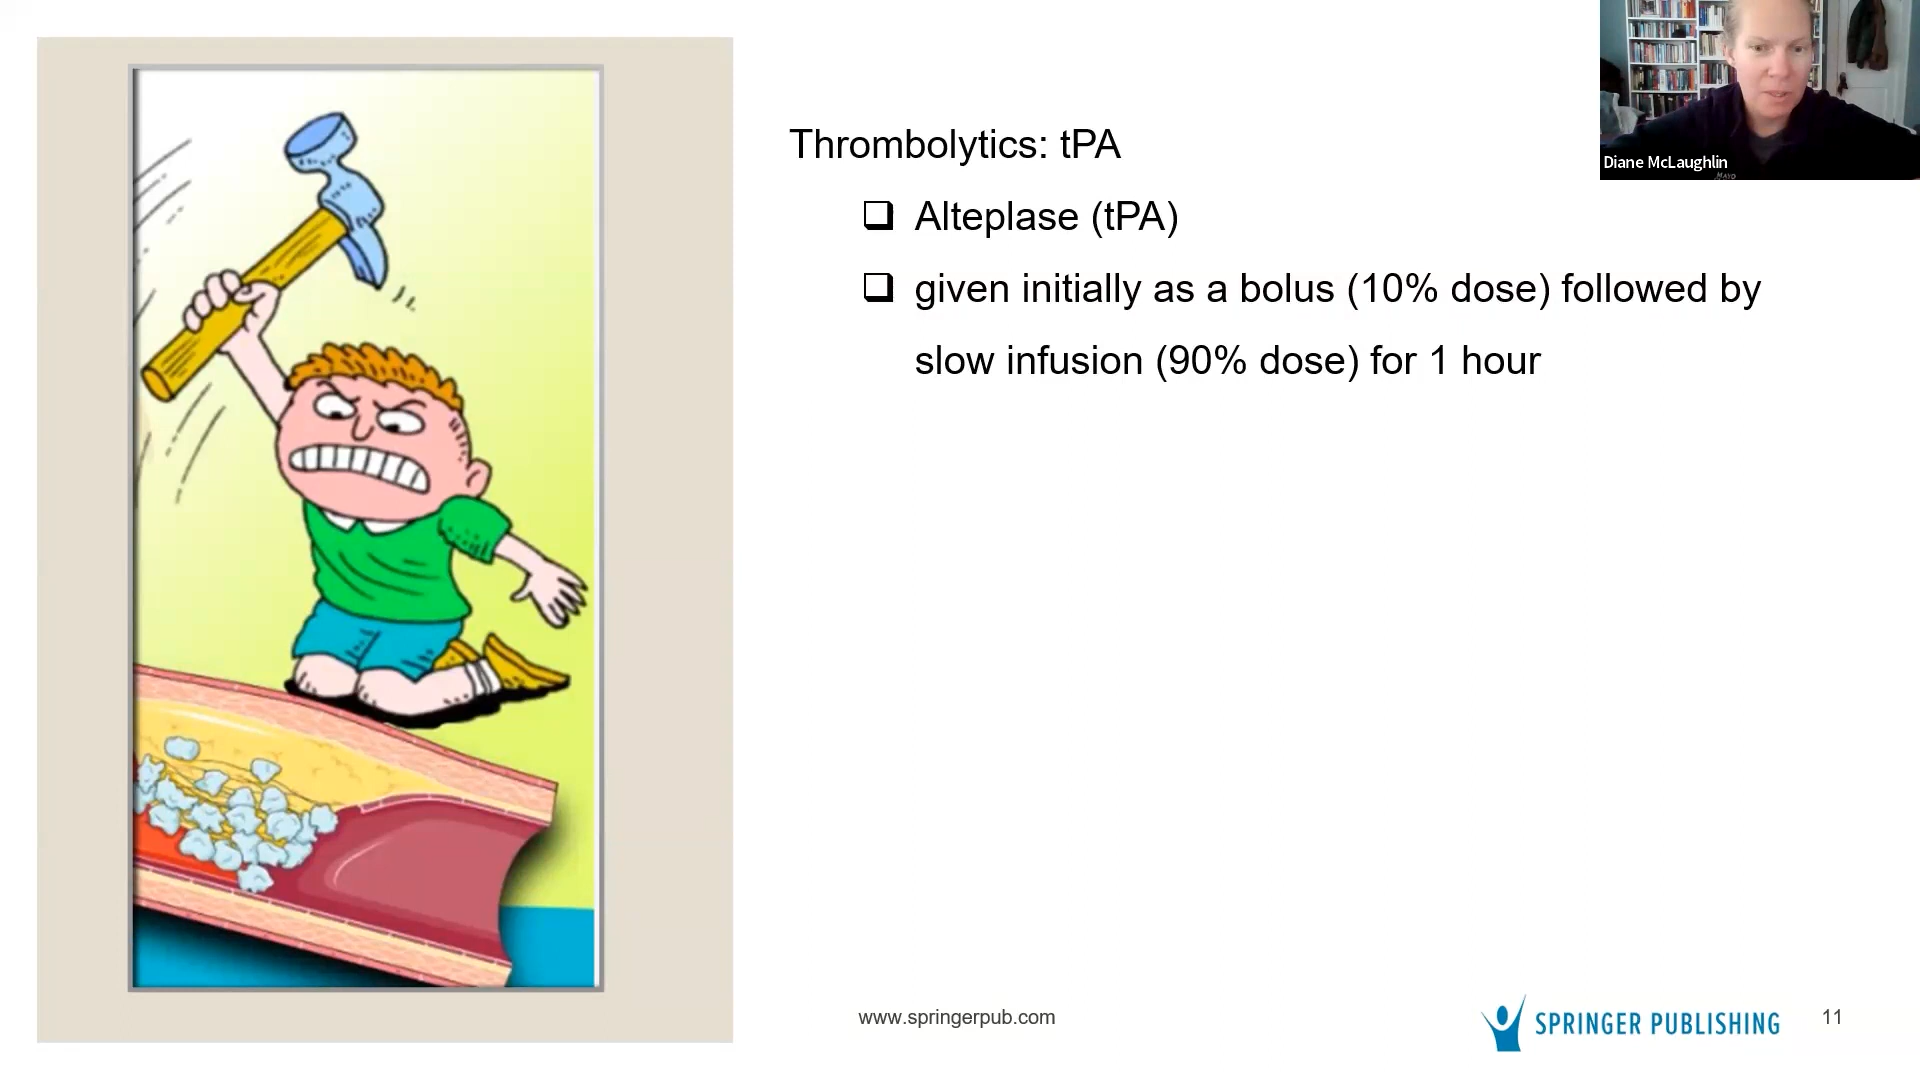 Thrombolytics: tPA
Alteplase (tPA)
given initially as a bolus (10% dose) followed by
slow infusion (90% dose) for 1 hour
Diane McLaughlin
MAYO
www.springerpub.com
SPRINGER PUBLISHING
11